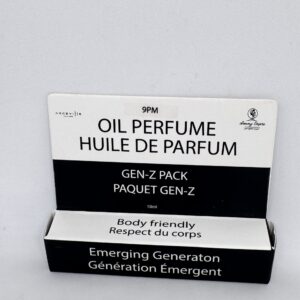 9PM
OIL PERFUME
HUILE DE PARFUM
GEN-Z PACK
PAQUET GEN-Z
10ml
Body friendly
Respect du corps
Emerging Generaton
Génération Émergent